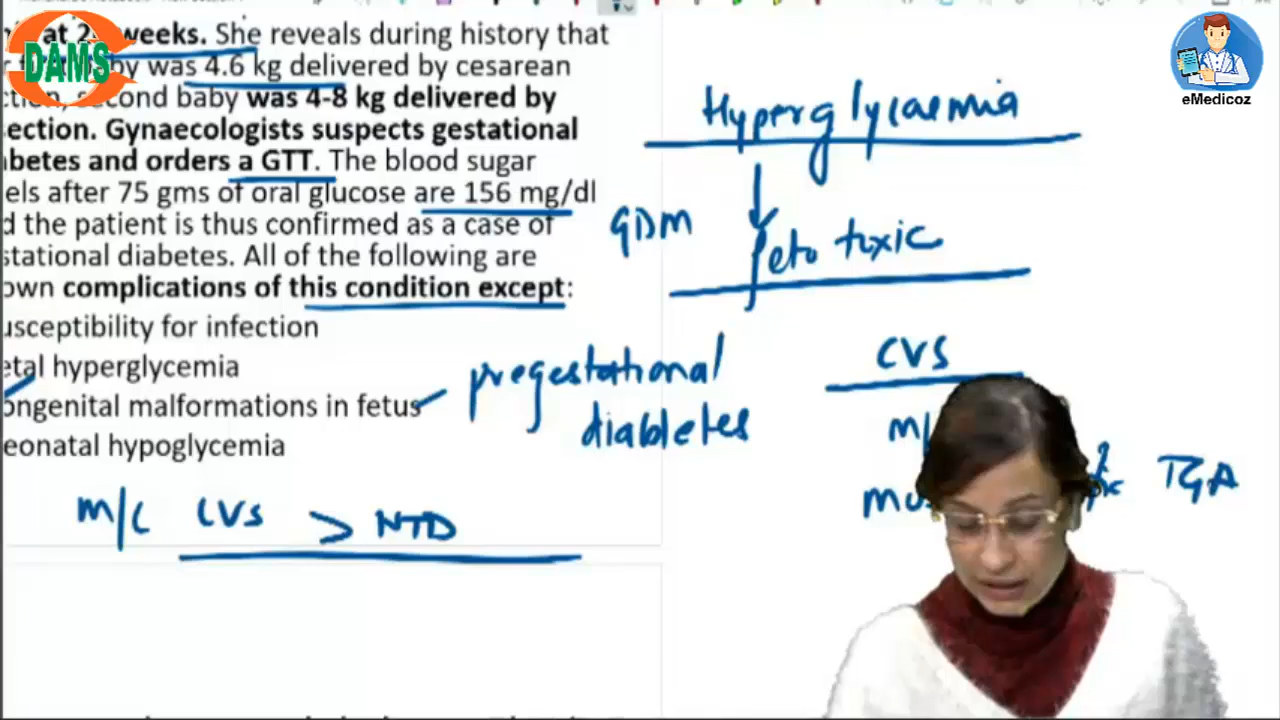 at 2 weeks. She reveals during history that
baby was 4.6 kg delivered by cesarean
ction, second baby was 4-8 kg delivered by
section. Gynaecologists suspects gestational
abetes and orders a GTT. The blood sugar
els after 75 gms of oral glucose are 156 mg/dl
d the patient is thus confirmed as a case of
stational diabetes. All of the following are
own complications of this condition except:
usceptibility for infection
etal hyperglycemia
ongenital malformations in fetus
eonatal hypoglycemia
M/C CVS > NTD
DAMS
Hyperglycaemia
GDM
Feto toxic
pregestational
diabetes
CVS
M/
TGA
eMedicoz